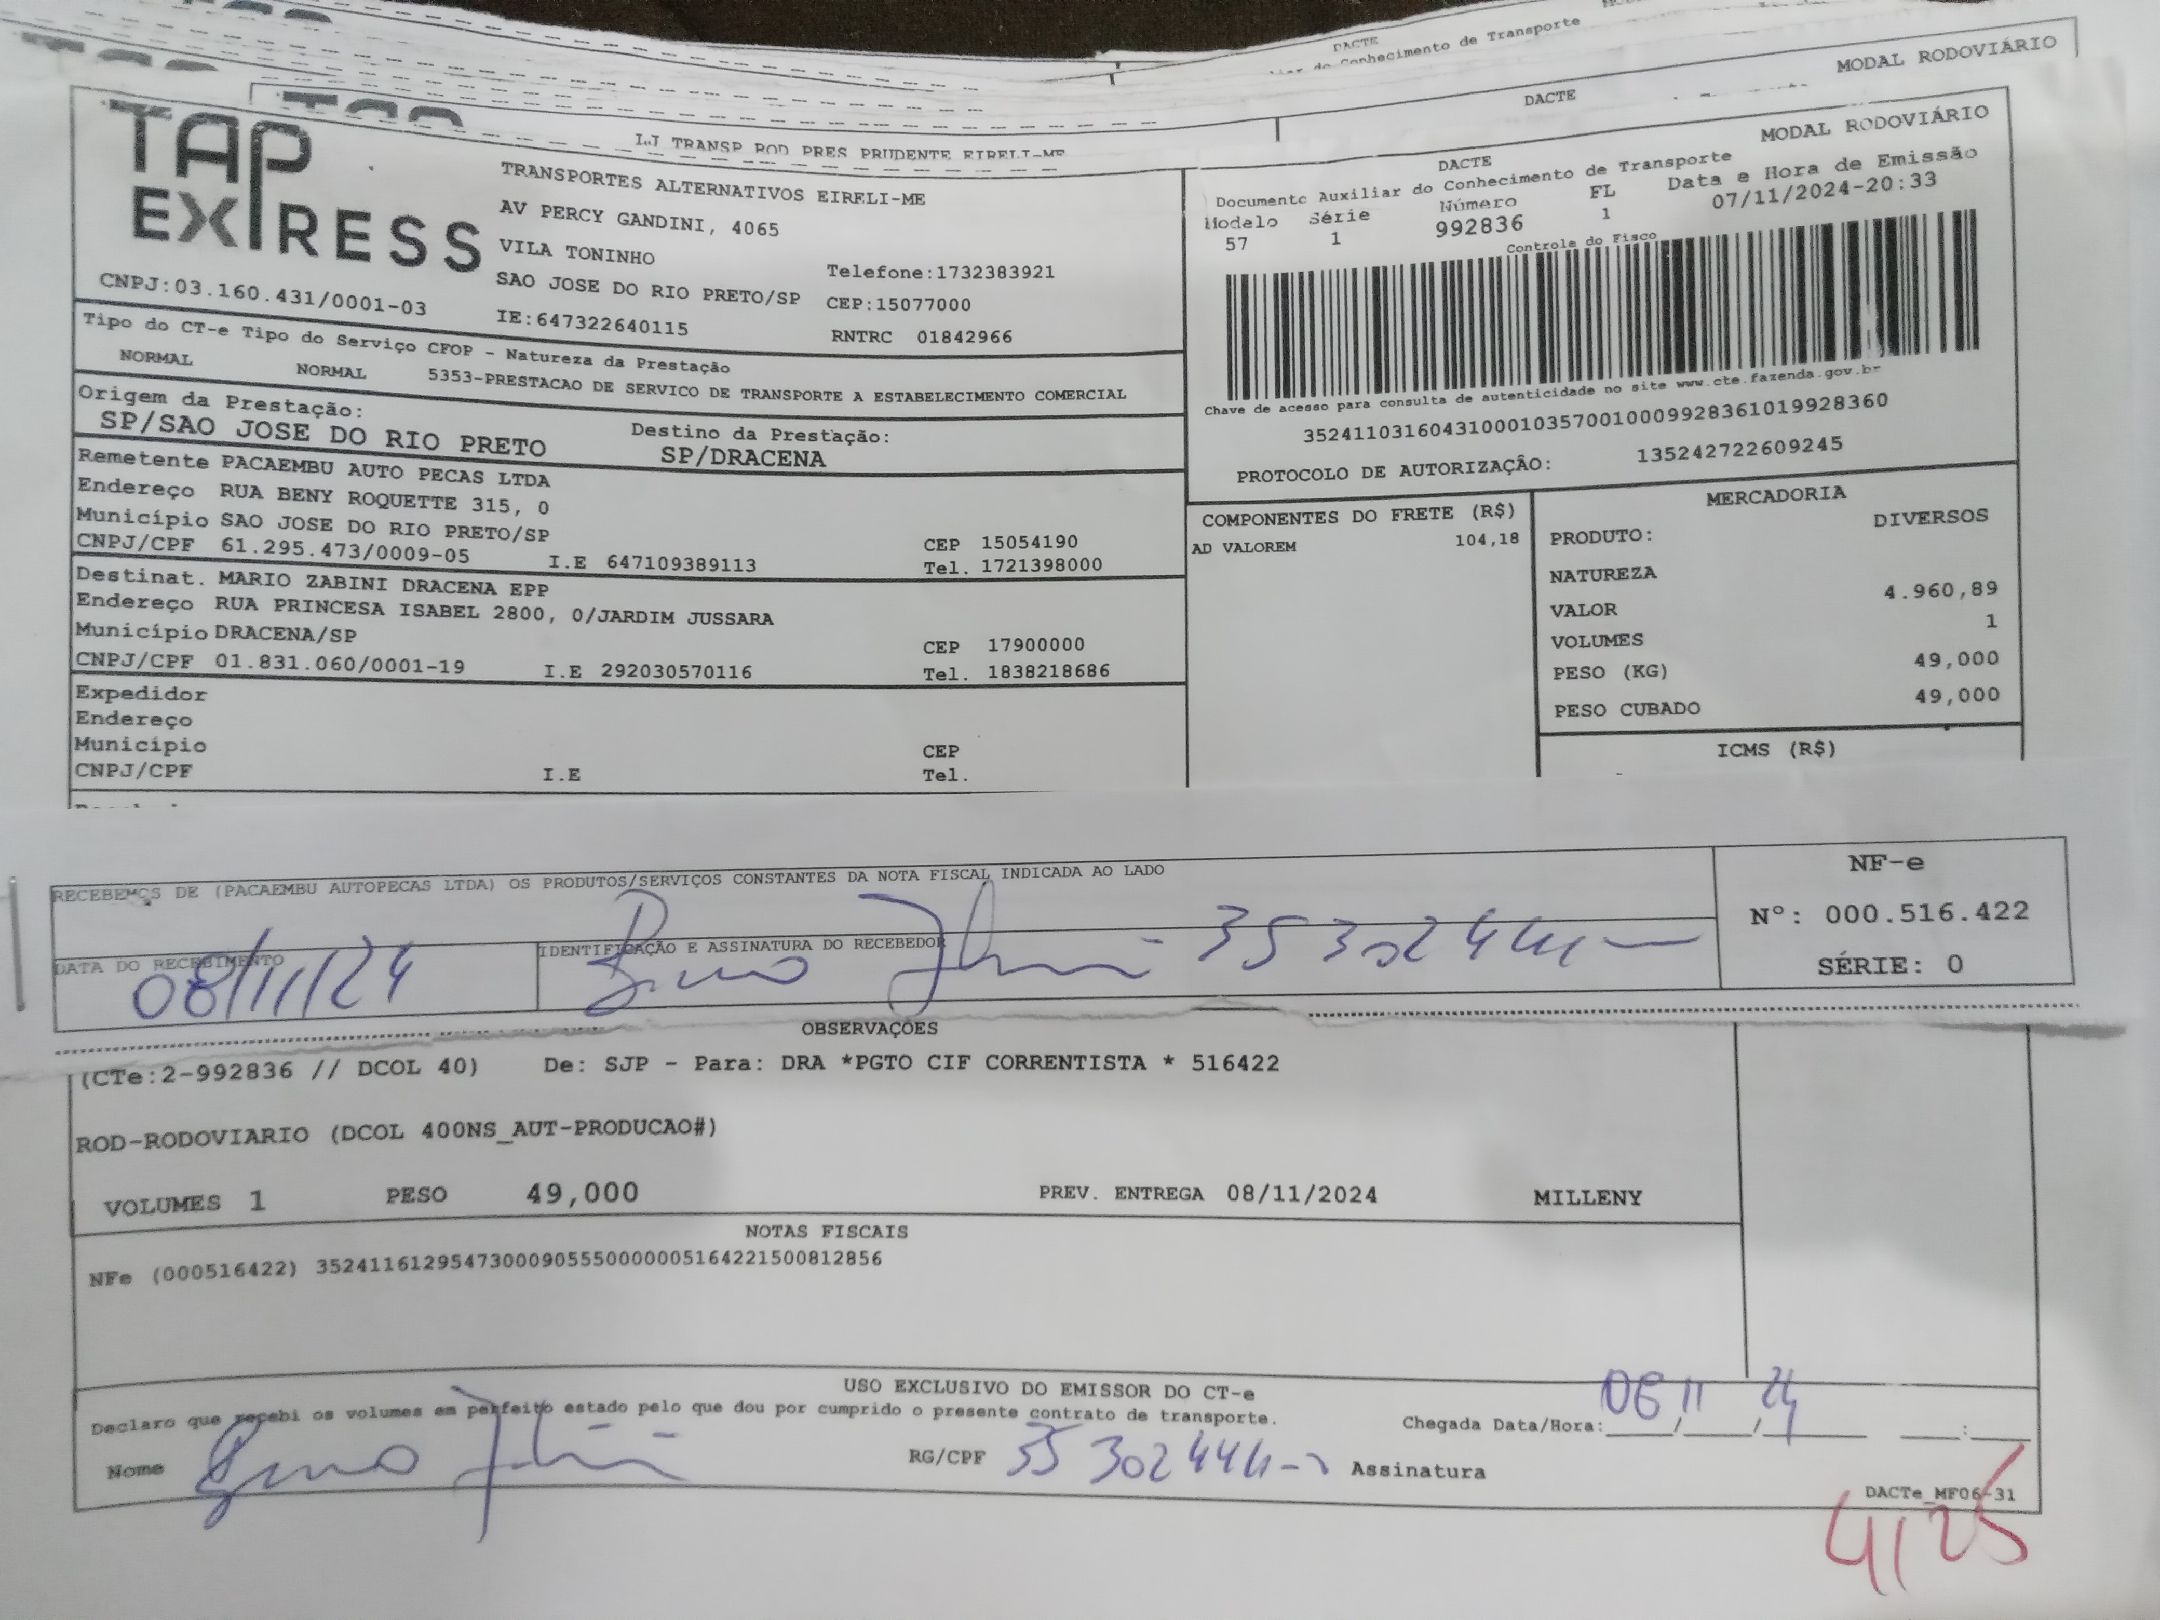 DACTE
do Conhecimento de Transporte
DACTE
MODAL RODOVIÁRIO
TRANSP ROD PRES PRUDENTE EIRELI-ME
TAP
EXPRESS
CNPJ:03.160.431/0001-03
TRANSPORTES ALTERNATIVOS EIRELI-ME
AV PERCY GANDINI, 4065
VILA TONINHO
Telefone:1732383921
SAO JOSE DO RIO PRETO/SP CEP:15077000
IE:647322640115 RNTRC 01842966
DACTE
MODAL RODOVIÁRIO
Documento Auxiliar do Conhecimento de Transporte
Modelo Série Número FL Data e Hora de Emissão
57 1 992836 1 07/11/2024-20:33
Controle do Fisco
Chave de acesso para consulta de autenticidade no site www.cte.fazenda.gov.br
35241103160431000103570010009928361019928360
PROTOCOLO DE AUTORIZAÇÃO: 135242722609245
Tipo do CT-e Tipo do Serviço CFOP - Natureza da Prestação
NORMAL NORMAL 5353-PRESTACAO DE SERVICO DE TRANSPORTE A ESTABELECIMENTO COMERCIAL
Origem da Prestação: Destino da Prestação:
SP/SAO JOSE DO RIO PRETO SP/DRACENA
Remetente PACAEMBU AUTO PECAS LTDA
Endereço RUA BENY ROQUETTE 315, 0
Município SAO JOSE DO RIO PRETO/SP CEP 15054190
CNPJ/CPF 61.295.473/0009-05 I.E 647109389113 Tel. 1721398000
Destinat. MARIO ZABINI DRACENA EPP
Endereço RUA PRINCESA ISABEL 2800, 0/JARDIM JUSSARA
Município DRACENA/SP CEP 17900000
CNPJ/CPF 01.831.060/0001-19 I.E 292030570116 Tel. 1838218686
Expedidor
Endereço
Município CEP
CNPJ/CPF I.E Tel.
COMPONENTES DO FRETE (R$)
AD VALOREM 104,18
MERCADORIA
PRODUTO: DIVERSOS
NATUREZA
VALOR 4.960,89
VOLUMES 1
PESO (KG) 49,000
PESO CUBADO 49,000
ICMS (R$)
RECEBEMOS DE (PACAEMBU AUTOPECAS LTDA) OS PRODUTOS/SERVIÇOS CONSTANTES DA NOTA FISCAL INDICADA AO LADO
DATA DO RECEBIMENTO IDENTIFICAÇÃO E ASSINATURA DO RECEBEDOR
08/11/24
NF-e
Nº: 000.516.422
SÉRIE: 0
OBSERVAÇÕES
(CTe:2-992836 // DCOL 40) De: SJP - Para: DRA *PGTO CIF CORRENTISTA * 516422
ROD-RODOVIARIO (DCOL 400NS_AUT-PRODUCAO#)
VOLUMES 1 PESO 49,000 PREV. ENTREGA 08/11/2024 MILLENY
NOTAS FISCAIS
NFe (000516422) 35241161295473000905550000005164221500812856
USO EXCLUSIVO DO EMISSOR DO CT-e
Declaro que recebi os volumes em perfeito estado pelo que dou por cumprido o presente contrato de transporte.
Chegada Data/Hora: 08 / 11 / 24 :
Nome RG/CPF Assinatura
DACTe_MF06-31